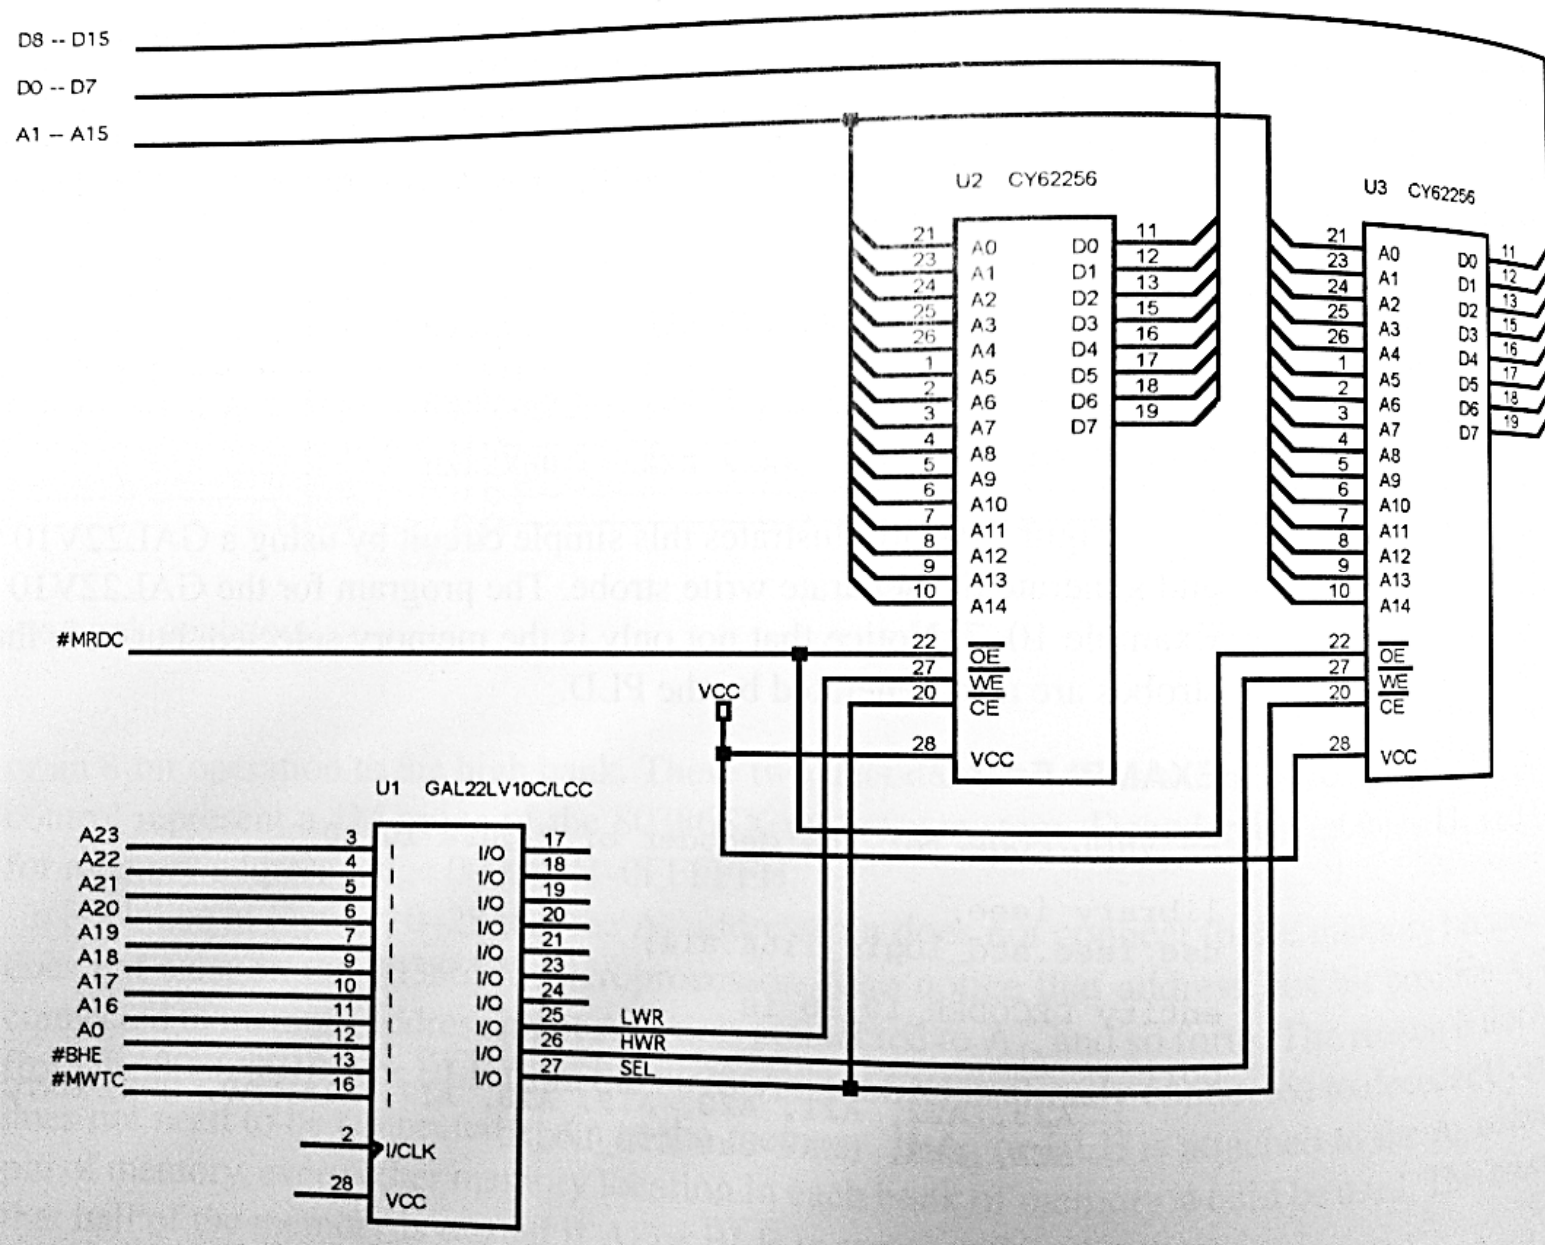 D8 -- D15
D0 -- D7
A1 -- A15
U2 CY62256
21 A0 D0 11
23 A1 D1 12
24 A2 D2 13
25 A3 D3 15
26 A4 D4 16
1 A5 D5 17
2 A6 D6 18
3 A7 D7 19
4 A8
5 A9
6 A10
7 A11
8 A12
9 A13
10 A14
22 OE
27 WE
20 CE
28 VCC
U3 CY62256
21 A0 D0 11
23 A1 D1 12
24 A2 D2 13
25 A3 D3 15
26 A4 D4 16
1 A5 D5 17
2 A6 D6 18
3 A7 D7 19
4 A8
5 A9
6 A10
7 A11
8 A12
9 A13
10 A14
22 OE
27 WE
20 CE
28 VCC
#MRDC
VCC
U1 GAL22LV10C/LCC
A23 3 I/O 17
A22 4 I/O 18
A21 5 I/O 19
A20 6 I/O 20
A19 7 I/O 21
A18 9 I/O 23
A17 10 I/O 24
A16 11 I/O 25 LWR
A0 12 I/O 26 HWR
#BHE 13 I/O 27 SEL
#MWTC 16
2 I/CLK
28 VCC